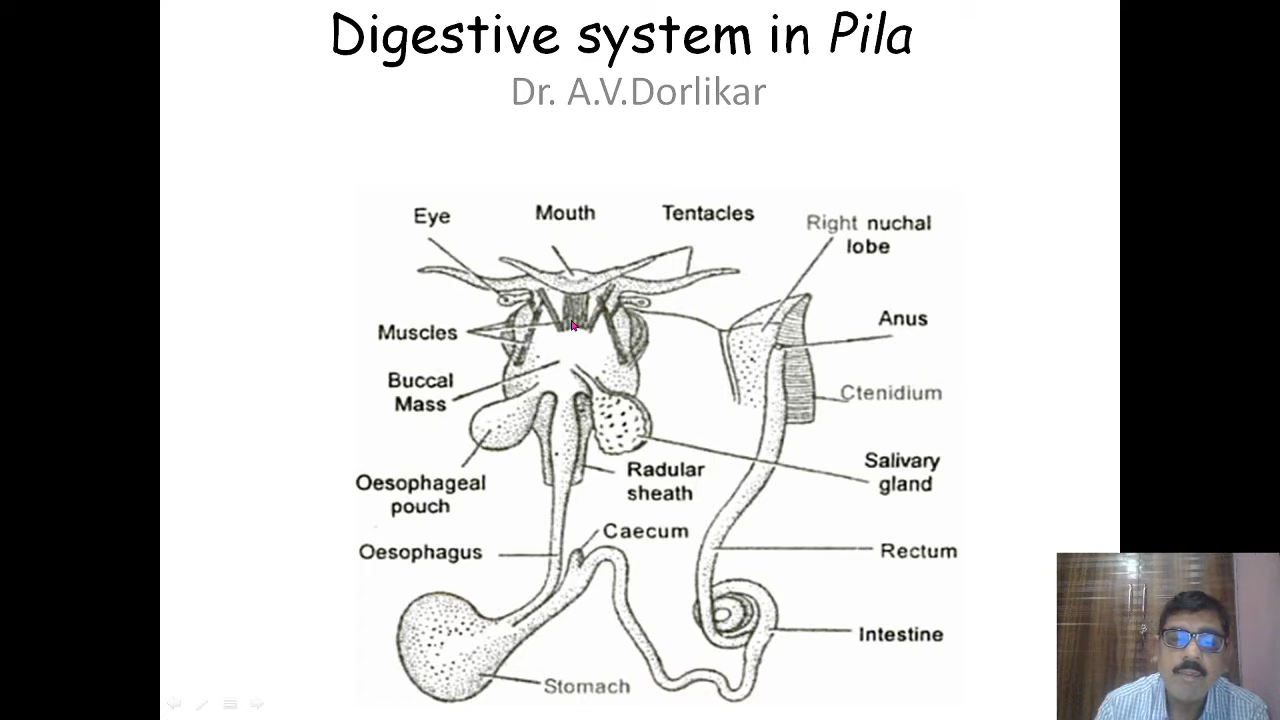 Digestive system in Pila
Dr. A.V.Dorlikar
Eye
Mouth
Tentacles
Right nuchal
lobe
Muscles
Anus
Buccal
Mass
Ctenidium
Oesophageal
pouch
Radular
sheath
Salivary
gland
Caecum
Oesophagus
Rectum
Intestine
Stomach